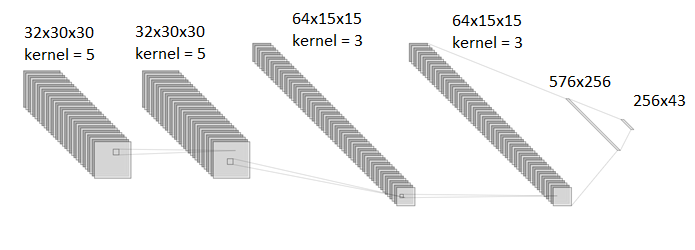 32x30x30
kernel = 5
32x30x30
kernel = 5
64x15x15
kernel = 3
64x15x15
kernel = 3
576x256
256x43